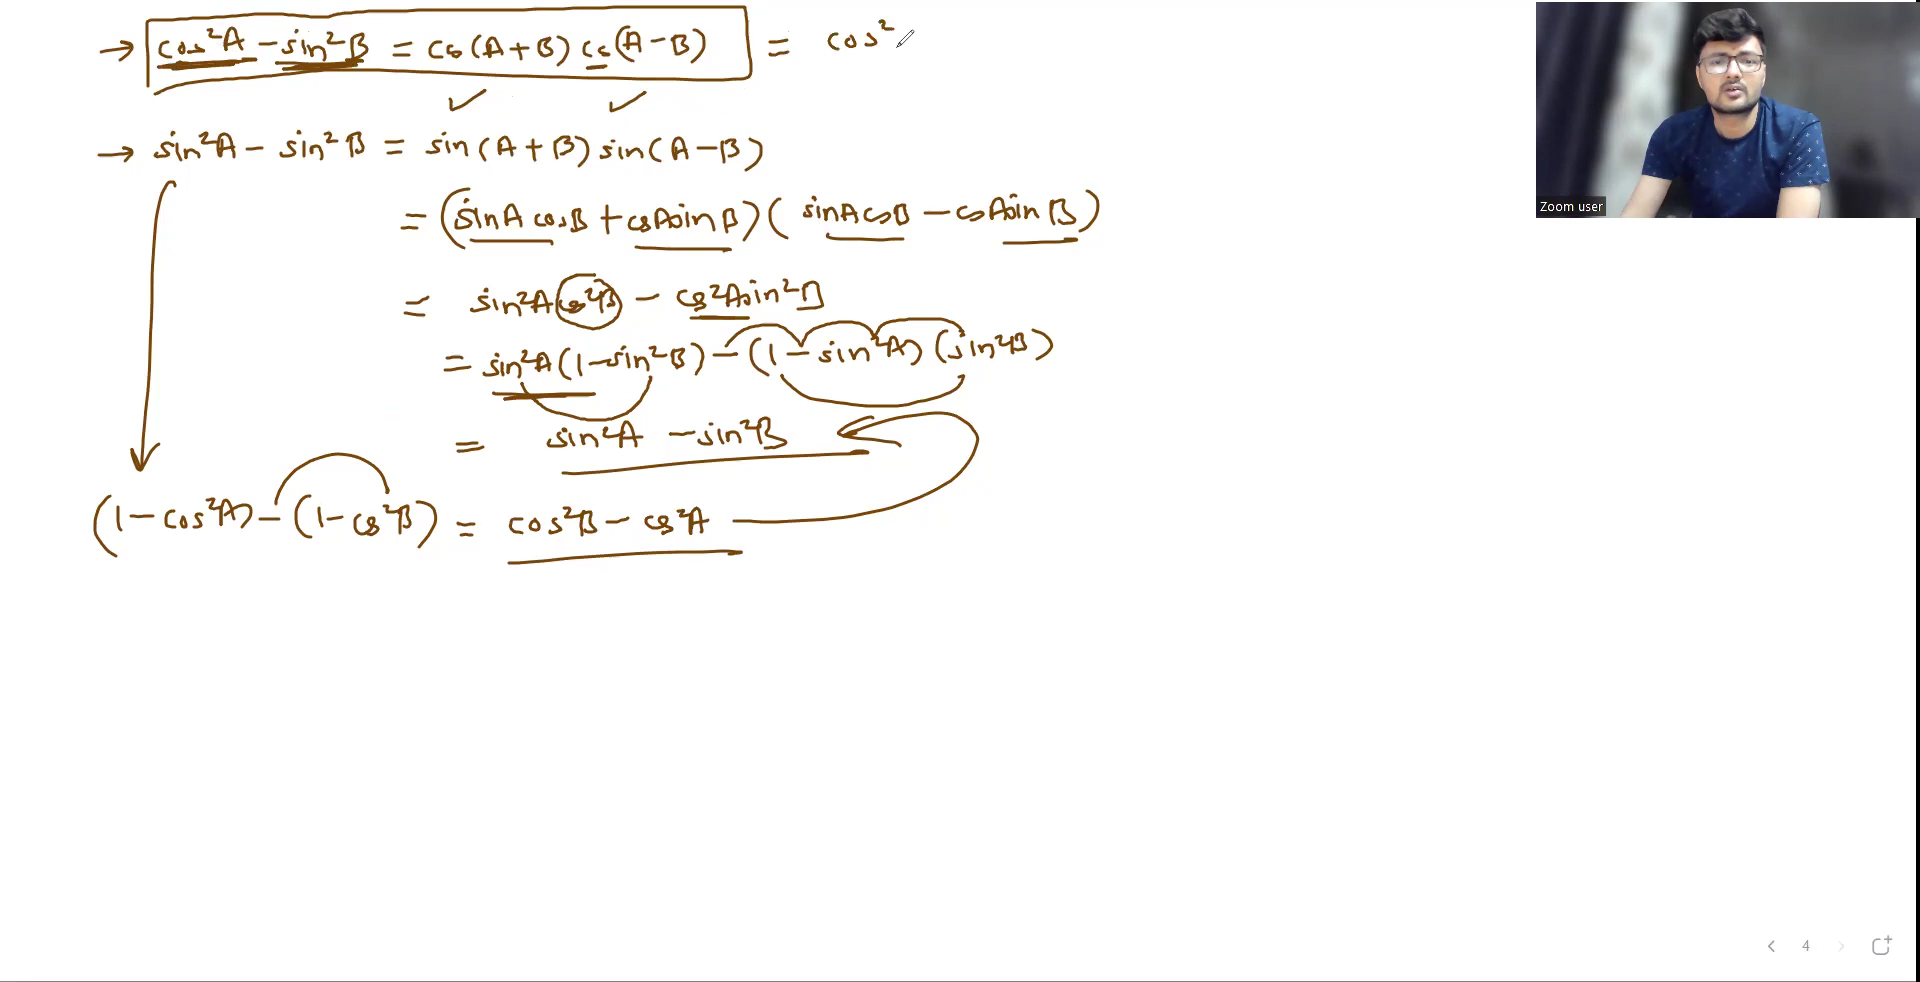 → cos²A - sin²B = cos(A+B) cos(A-B) = cos²
→ sin²A - sin²B = sin(A+B) sin(A-B)
= (sinA cosB + cosA sinB)(sinA cosB - cosA sinB)
= sin²A cos²B - cos²A sin²B
= sin²A(1-sin²B) - (1-sin²A)(sin²B)
= sin²A - sin²B
(1-cos²A) - (1-cos²B) = cos²B - cos²A
Zoom user
4